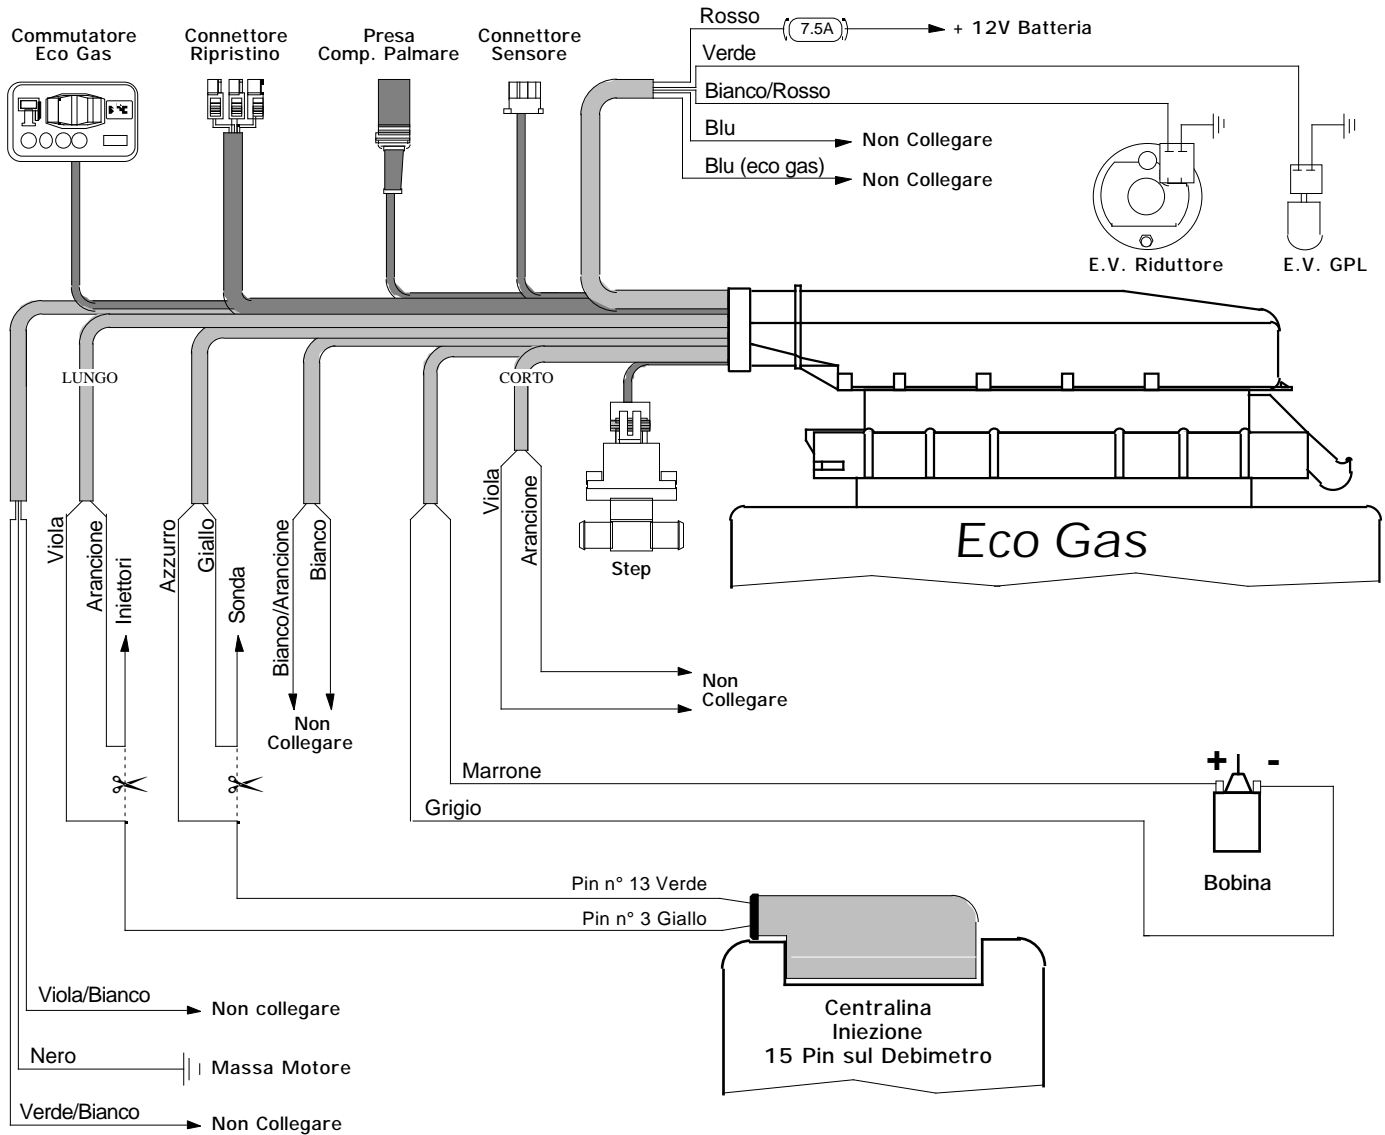 Commutatore
Eco Gas
Connettore
Ripristino
Presa
Comp. Palmare
Connettore
Sensore
Rosso
7.5A
+ 12V Batteria
Verde
Bianco/Rosso
Blu
Non Collegare
Blu (eco gas)
Non Collegare
E.V. Riduttore
E.V. GPL
LUNGO
CORTO
Viola
Arancione
Iniettori
Azzurro
Giallo
Sonda
Bianco/Arancione
Bianco
Viola
Arancione
Step
Eco Gas
Non
Collegare
Non
Collegare
Marrone
Grigio
+ -
Bobina
Pin n° 13 Verde
Pin n° 3 Giallo
Viola/Bianco
Non collegare
Centralina
Iniezione
15 Pin sul Debimetro
Nero
Massa Motore
Verde/Bianco
Non Collegare